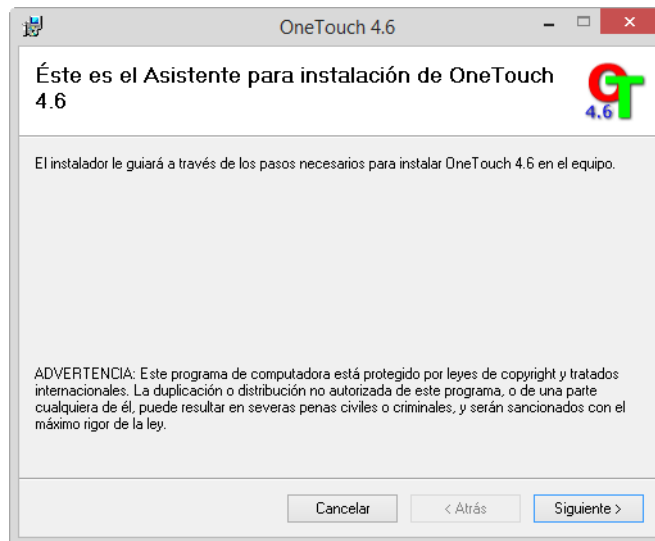 OneTouch 4.6
Éste es el Asistente para instalación de OneTouch
4.6
OT
4.6
El instalador le guiará a través de los pasos necesarios para instalar OneTouch 4.6 en el equipo.
ADVERTENCIA: Este programa de computadora está protegido por leyes de copyright y tratados
internacionales. La duplicación o distribución no autorizada de este programa, o de una parte
cualquiera de él, puede resultar en severas penas civiles o criminales, y serán sancionados con el
máximo rigor de la ley.
Cancelar
< Atrás
Siguiente >